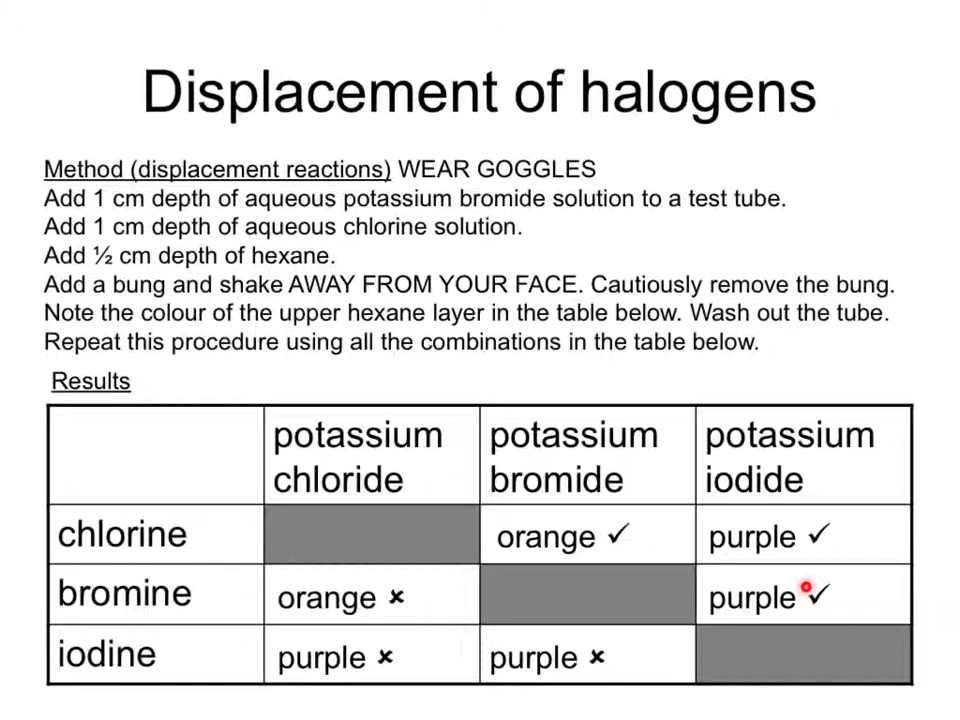 Displacement of halogens
Method (displacement reactions) WEAR GOGGLES
Add 1 cm depth of aqueous potassium bromide solution to a test tube.
Add 1 cm depth of aqueous chlorine solution.
Add ½ cm depth of hexane.
Add a bung and shake AWAY FROM YOUR FACE. Cautiously remove the bung.
Note the colour of the upper hexane layer in the table below. Wash out the tube.
Repeat this procedure using all the combinations in the table below.
Results
potassium chloride potassium bromide potassium iodide
chlorine orange ✓ purple ✓
bromine orange ✗ purple ✓
iodine purple ✗ purple ✗